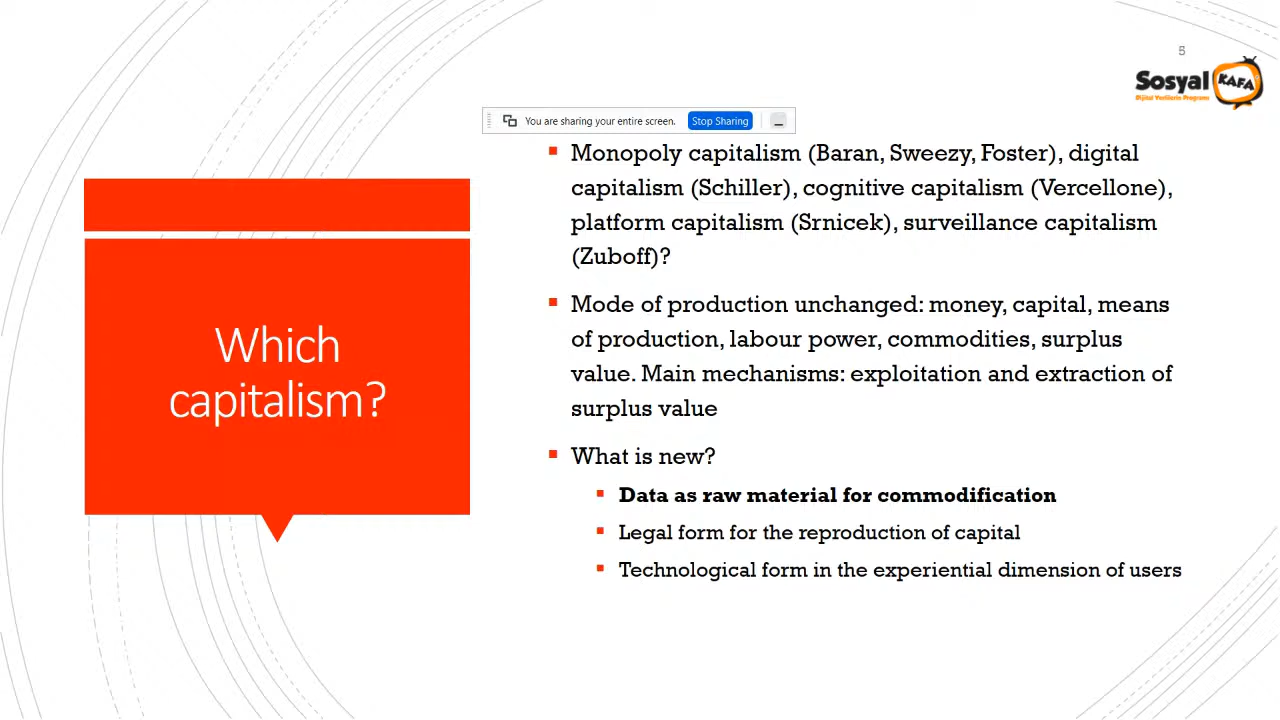 5
Sosyal KAFA
Dijital Yerlilerin Programı
You are sharing your entire screen. Stop Sharing
Which
capitalism?
Monopoly capitalism (Baran, Sweezy, Foster), digital
capitalism (Schiller), cognitive capitalism (Vercellone),
platform capitalism (Srnicek), surveillance capitalism
(Zuboff)?
Mode of production unchanged: money, capital, means
of production, labour power, commodities, surplus
value. Main mechanisms: exploitation and extraction of
surplus value
What is new?
Data as raw material for commodification
Legal form for the reproduction of capital
Technological form in the experiential dimension of users